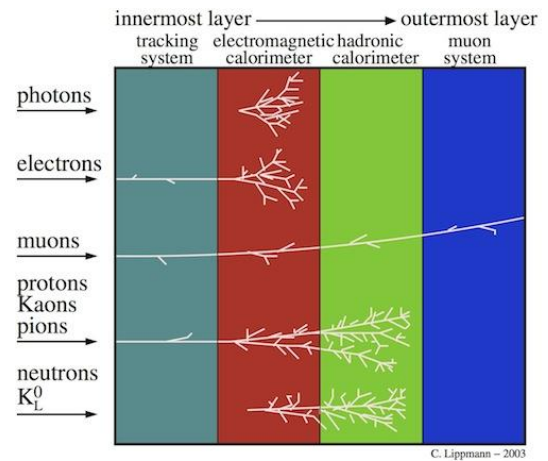 innermost layer outermost layer
tracking system
electromagnetic calorimeter
hadronic calorimeter
muon system
photons
electrons
muons
protons
Kaons
pions
neutrons
K⁰_L
C. Lippmann – 2003